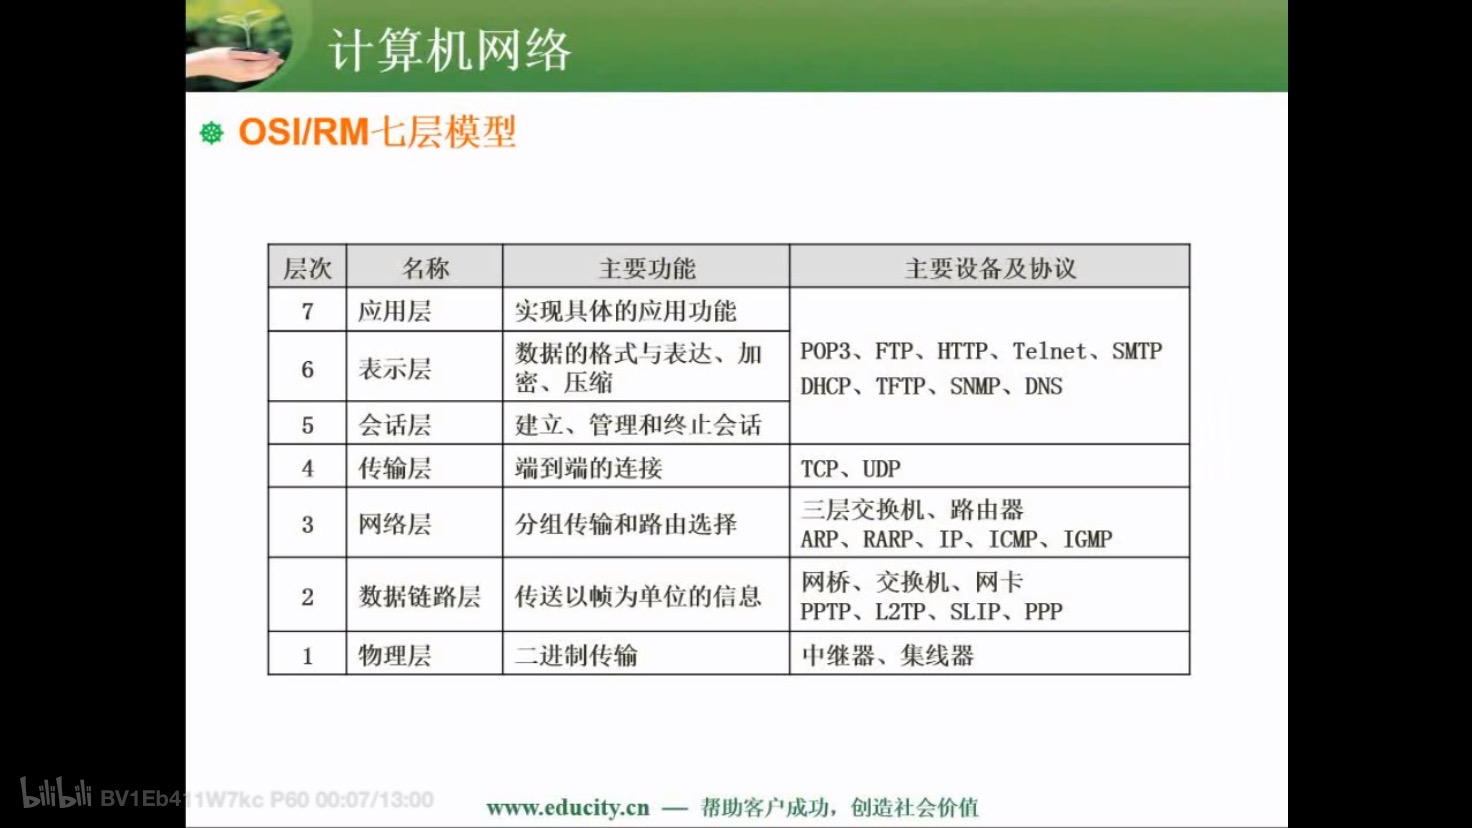 计算机网络
OSI/RM七层模型
层次 名称 主要功能 主要设备及协议
7 应用层 实现具体的应用功能
POP3、FTP、HTTP、Telnet、SMTP
DHCP、TFTP、SNMP、DNS
6 表示层 数据的格式与表达、加
密、压缩
5 会话层 建立、管理和终止会话
4 传输层 端到端的连接 TCP、UDP
3 网络层 分组传输和路由选择 三层交换机、路由器
ARP、RARP、IP、ICMP、IGMP
2 数据链路层 传送以帧为单位的信息 网桥、交换机、网卡
PPTP、L2TP、SLIP、PPP
1 物理层 二进制传输 中继器、集线器
bilibili BV1Eb411W7kc P60 00:07/13:00
www.educity.cn — 帮助客户成功，创造社会价值